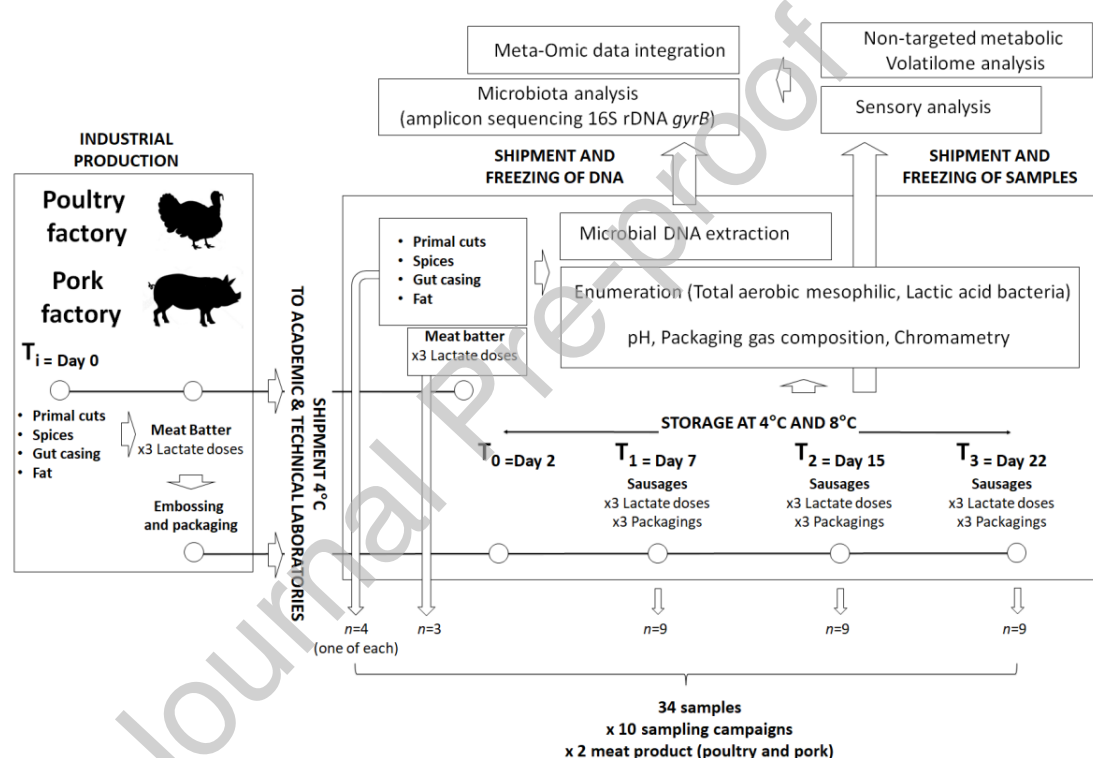 Meta-Omic data integration
Non-targeted metabolic
Volatilome analysis
Microbiota analysis
(amplicon sequencing 16S rDNA gyrB)
Sensory analysis
INDUSTRIAL
PRODUCTION
SHIPMENT AND
FREEZING OF DNA
SHIPMENT AND
FREEZING OF SAMPLES
Poultry
factory
Pork
factory
Ti = Day 0
• Primal cuts
• Spices
• Gut casing
• Fat
Meat Batter
x3 Lactate doses
Embossing
and packaging
SHIPMENT 4°C
TO ACADEMIC & TECHNICAL LABORATORIES
• Primal cuts
• Spices
• Gut casing
• Fat
Meat batter
x3 Lactate doses
Microbial DNA extraction
Enumeration (Total aerobic mesophilic, Lactic acid bacteria)
pH, Packaging gas composition, Chromametry
STORAGE AT 4°C AND 8°C
T0 =Day 2
T1 = Day 7
Sausages
x3 Lactate doses
x3 Packagings
T2 = Day 15
Sausages
x3 Lactate doses
x3 Packagings
T3 = Day 22
Sausages
x3 Lactate doses
x3 Packagings
n=4
(one of each)
n=3
n=9
n=9
n=9
34 samples
x 10 sampling campaigns
x 2 meat product (poultry and pork)
Journal Pre-proof